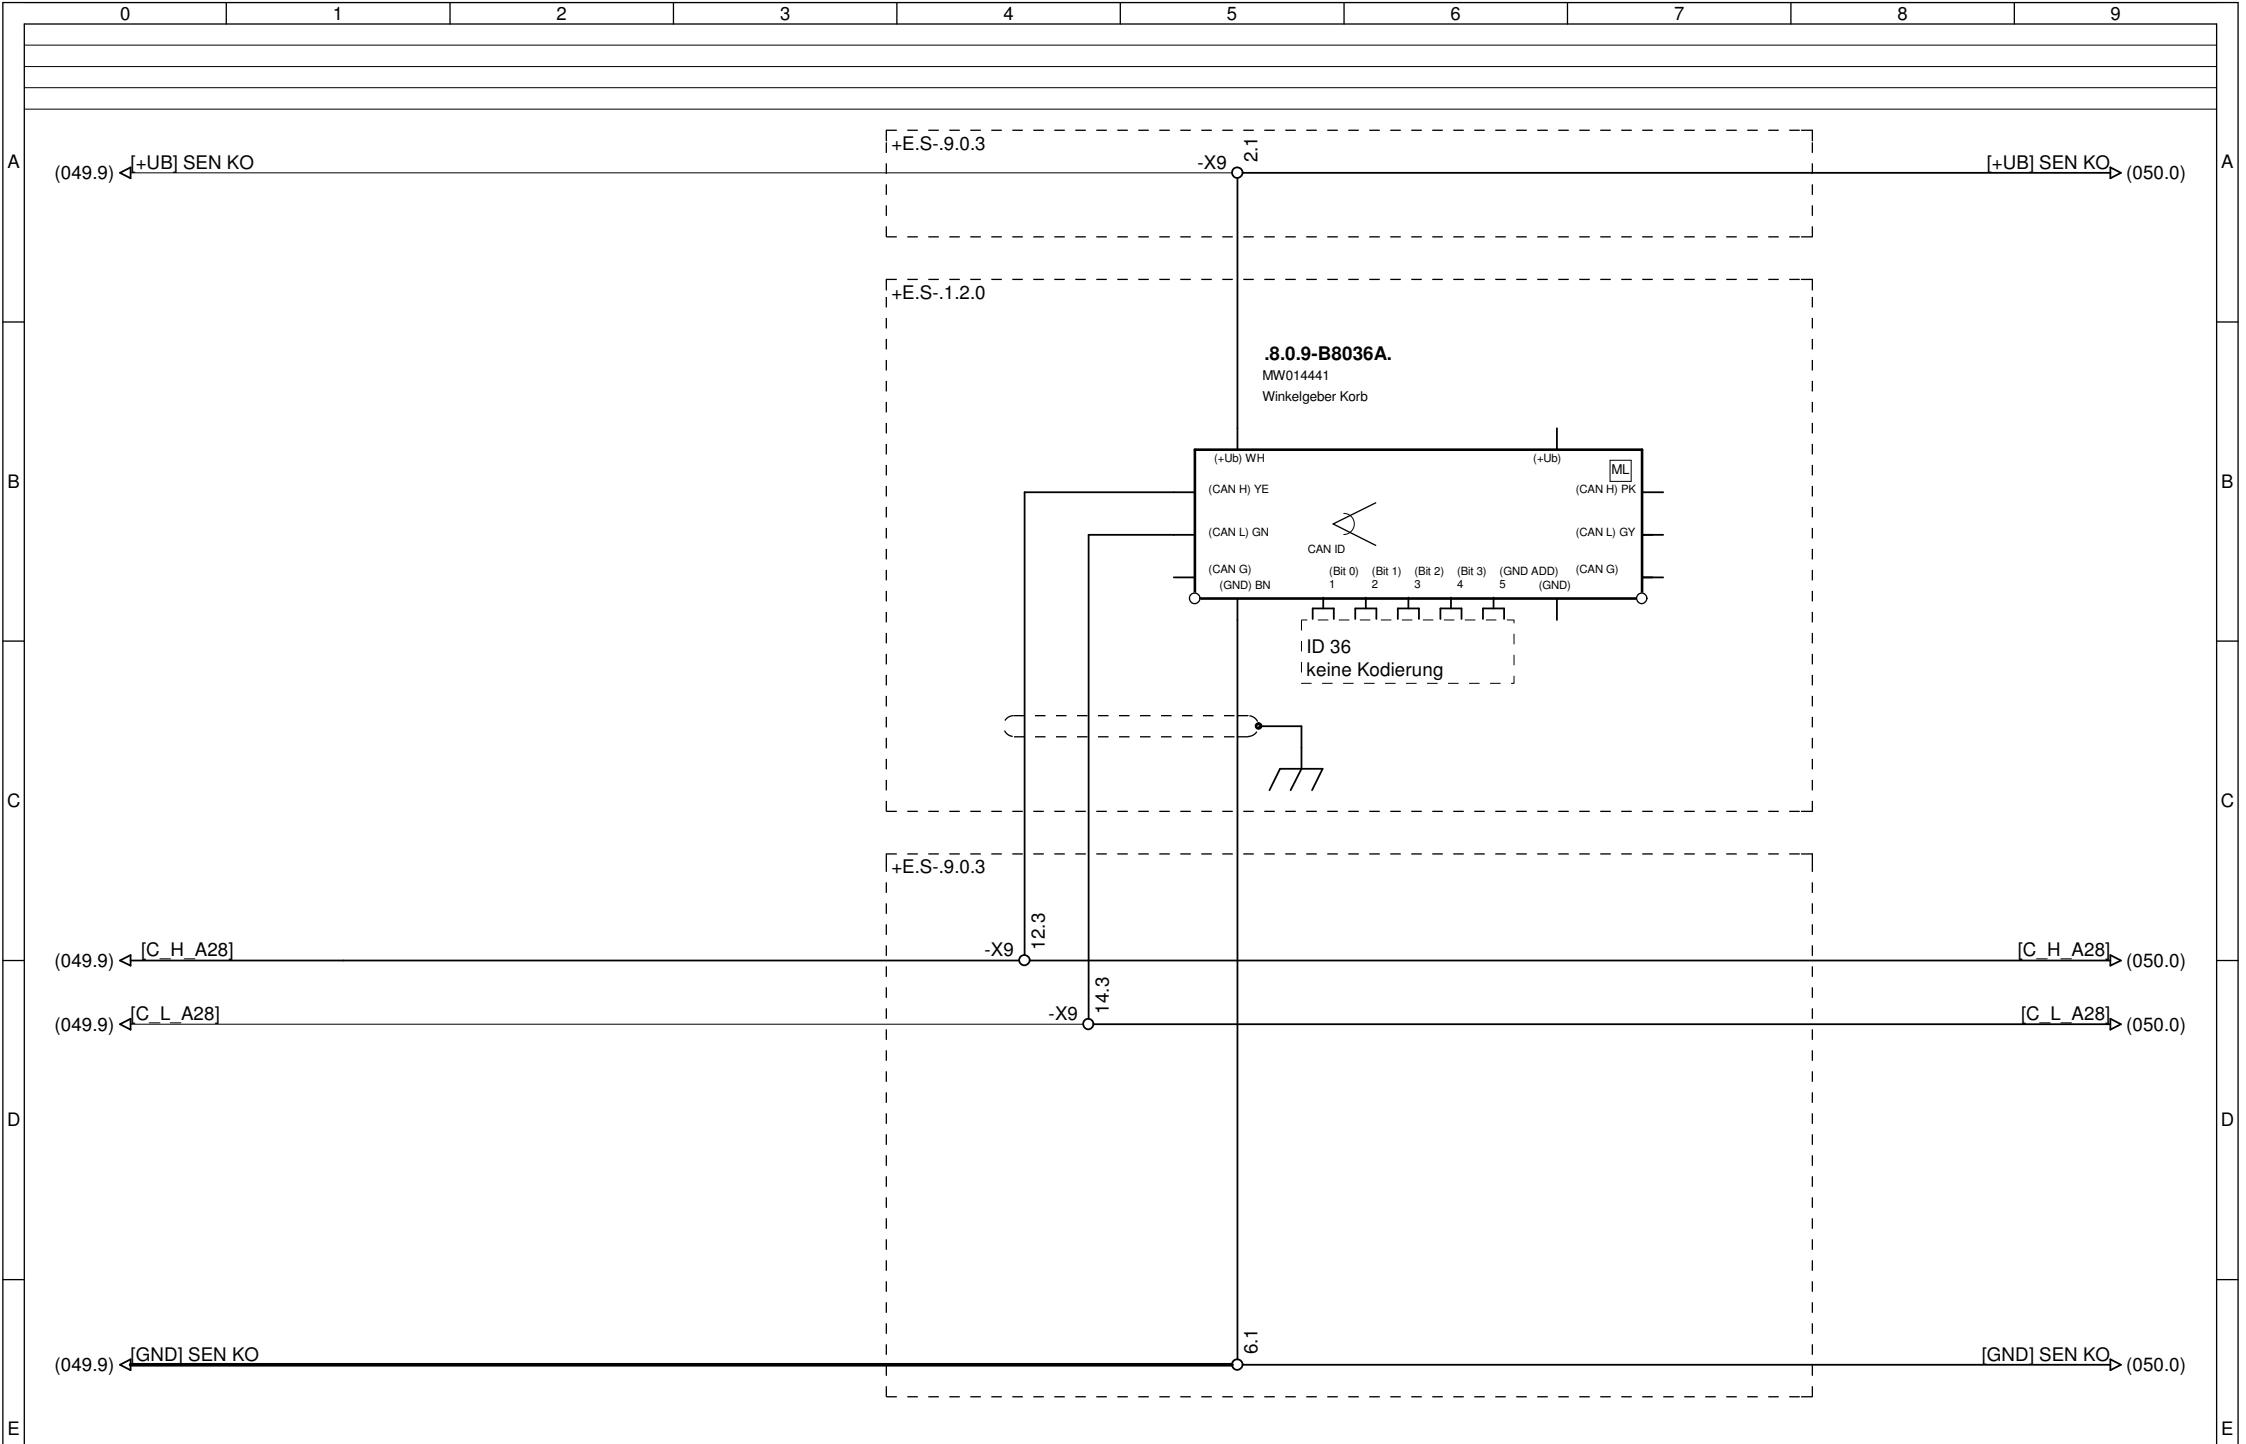 0 1 2 3 4 5 6 7 8 9
A A
+E.S-.9.0.3
-X9 2.1
(049.9) [+UB] SEN KO [+UB] SEN KO (050.0)
+E.S-.1.2.0
.8.0.9-B8036A.
MW014441
Winkelgeber Korb
B B
(+Ub) WH (+Ub)
ML
(CAN H) YE (CAN H) PK
(CAN L) GN (CAN L) GY
CAN ID
(CAN G) (Bit 0) (Bit 1) (Bit 2) (Bit 3) (GND ADD) (CAN G)
(GND) BN 1 2 3 4 5 (GND)
ID 36
keine Kodierung
C C
+E.S-.9.0.3
(049.9) [C_H_A28] -X9 12.3 [C_H_A28] (050.0)
(049.9) [C_L_A28] -X9 14.3 [C_L_A28] (050.0)
D D
(049.9) [GND] SEN KO 6.1 [GND] SEN KO (050.0)
E E